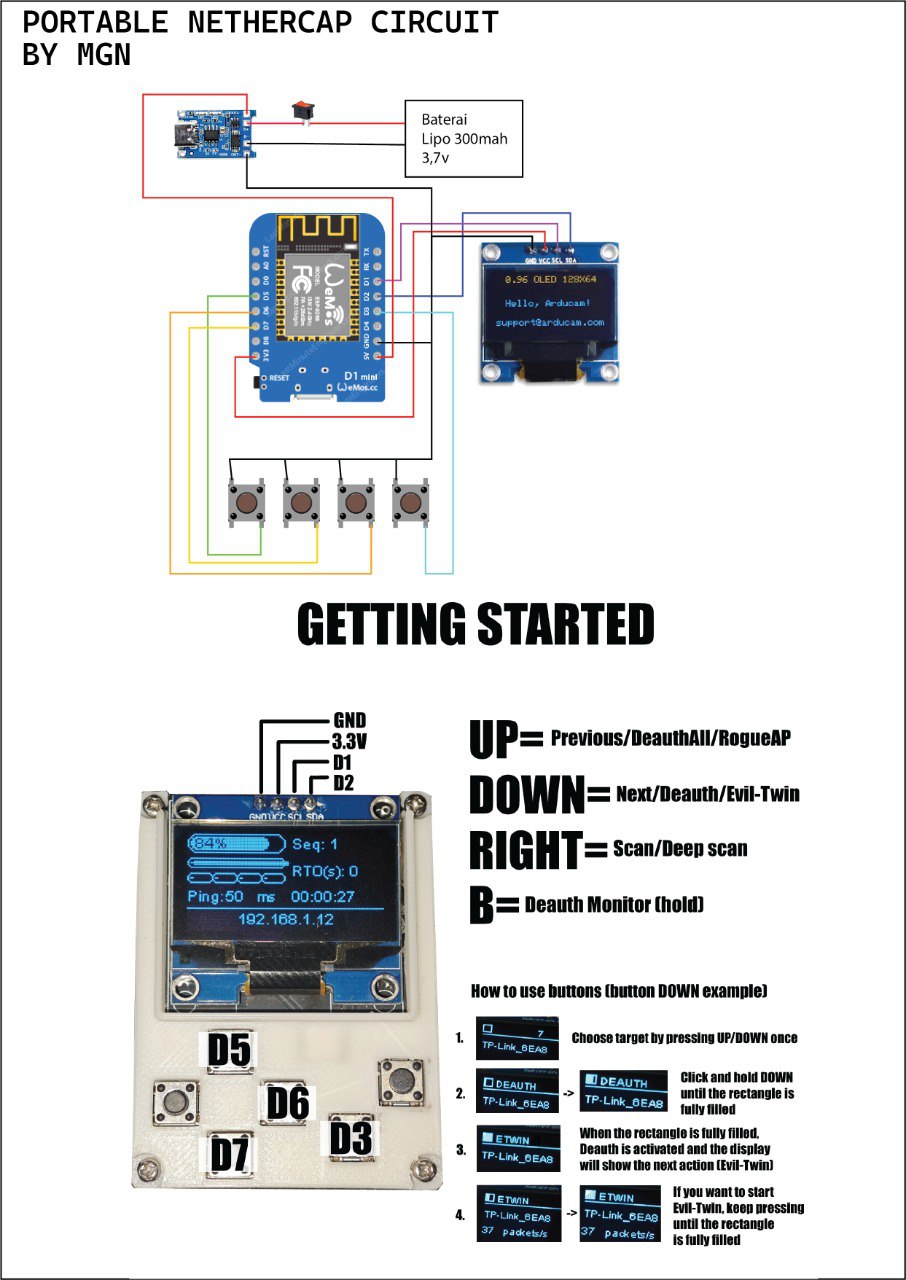 PORTABLE NETHERCAP CIRCUIT
BY MGN
Baterai
Lipo 300mah
3,7v
RST
A0
D0
D5
D6
D7
D8
3V3
TX
RX
D1
D2
D3
D4
GND
5V
WeMos
FC
MODEL
RESET
D1 mini
WeMos.cc
GND VCC SCL SDA
0.96 OLED 128X64
Hello, Arducam!
support@arducam.com
GETTING STARTED
GND
3.3V
D1
D2
GND VCC SCL SDA
84%
Seq: 1
RTO(s): 0
Ping:50 ms 00:00:27
192.168.1.12
D5
D6
D3
D7
UP= Previous/DeauthAll/RogueAP
DOWN= Next/Deauth/Evil-Twin
RIGHT= Scan/Deep scan
B= Deauth Monitor (hold)
How to use buttons (button DOWN example)
1.
7
TP-Link_6EA8
Choose target by pressing UP/DOWN once
2.
DEAUTH
TP-Link_6EA8
->
DEAUTH
TP-Link_6EA8
Click and hold DOWN
until the rectangle is
fully filled
3.
ETWIN
TP-Link_6EA8
When the rectangle is fully filled,
Deauth is activated and the display
will show the next action (Evil-Twin)
4.
ETWIN
TP-Link_6EA8
37 packets/s
->
ETWIN
TP-Link_6EA8
37 packets/s
If you want to start
Evil-Twin, keep pressing
until the rectangle
is fully filled